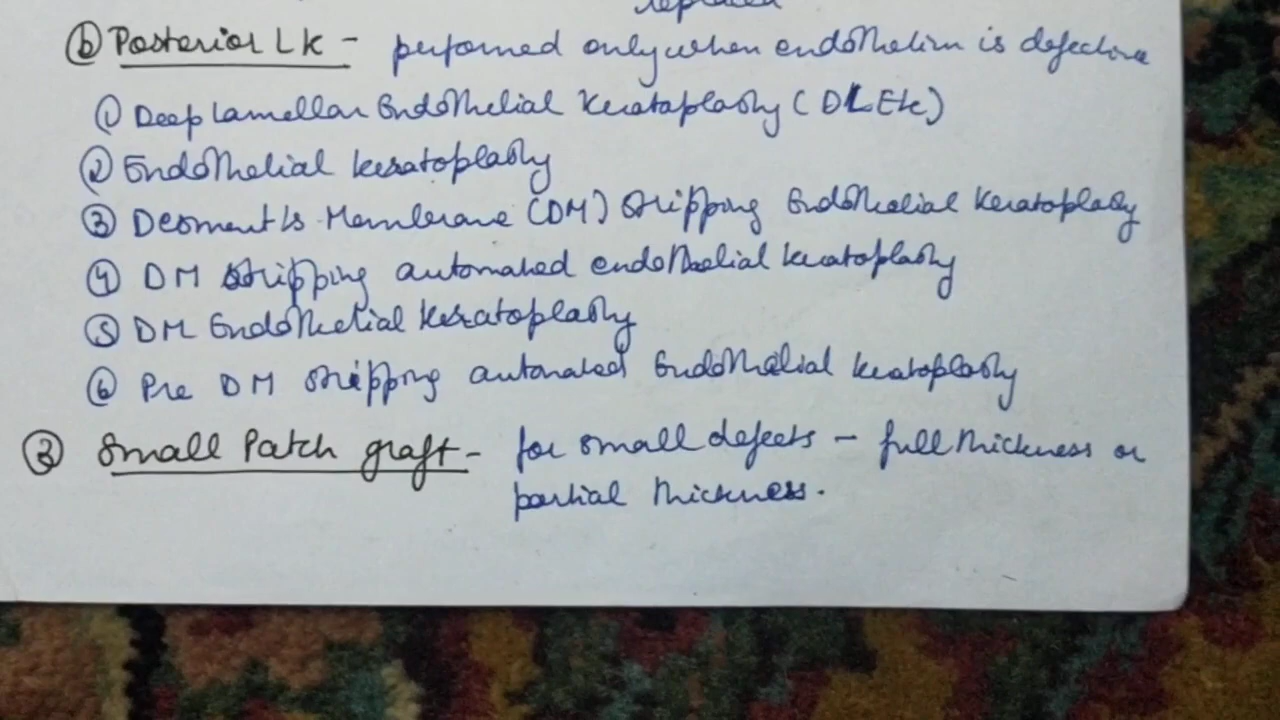 replaced
(b) Posterior LK - performed only when endothelium is defective
(1) Deep Lamellar Endothelial Keratoplasty (DLEK)
(2) Endothelial Keratoplasty
(3) Desment's Membrane (DM) Stripping Endothelial Keratoplasty
(4) DM Stripping automated endothelial keratoplasty
(5) DM Endothelial Keratoplasty
(6) Pre DM stripping automated Endothelial keratoplasty
(3) Small Patch graft - for small defects - full thickness or
partial thickness.